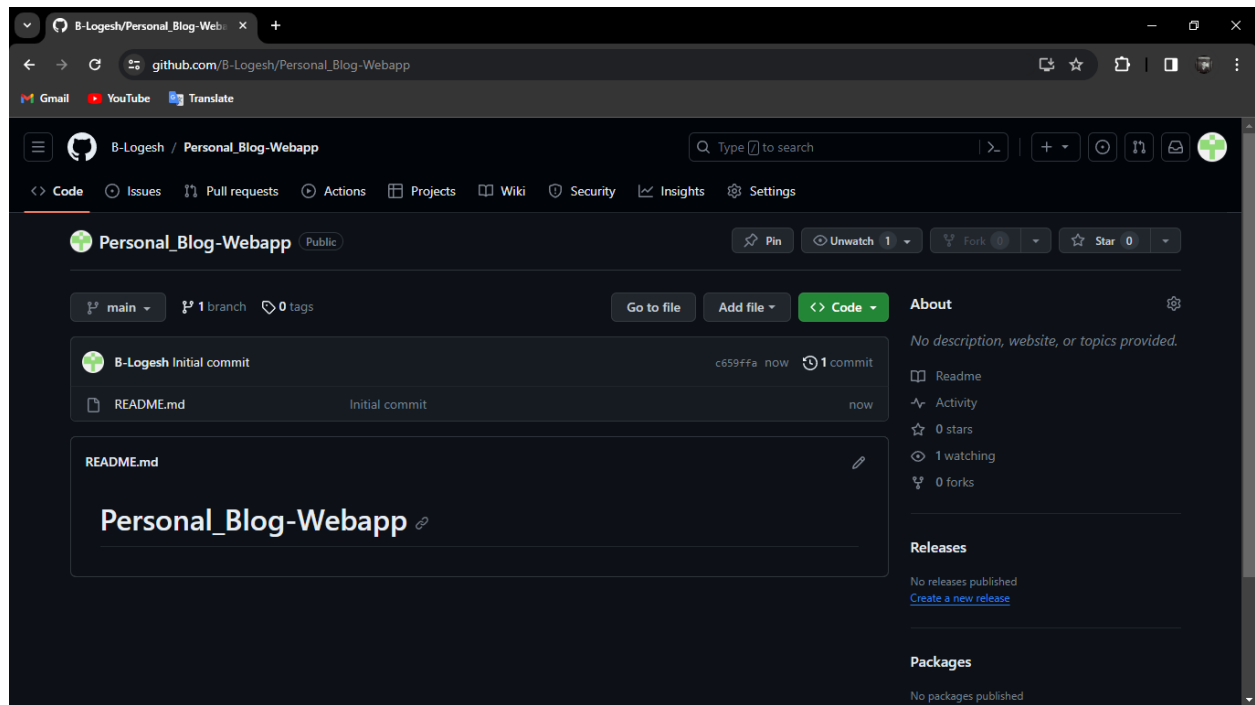 B-Logesh/Personal_Blog-Weba
github.com/B-Logesh/Personal_Blog-Webapp
Gmail YouTube Translate
B-Logesh / Personal_Blog-Webapp Type / to search
Code Issues Pull requests Actions Projects Wiki Security Insights Settings
Personal_Blog-Webapp Public Pin Unwatch 1 Fork 0 Star 0
main 1 branch 0 tags Go to file Add file Code
B-Logesh Initial commit c659ffa now 1 commit
README.md Initial commit now
README.md
Personal_Blog-Webapp
About
No description, website, or topics provided.
Readme
Activity
0 stars
1 watching
0 forks
Releases
No releases published
Create a new release
Packages
No packages published